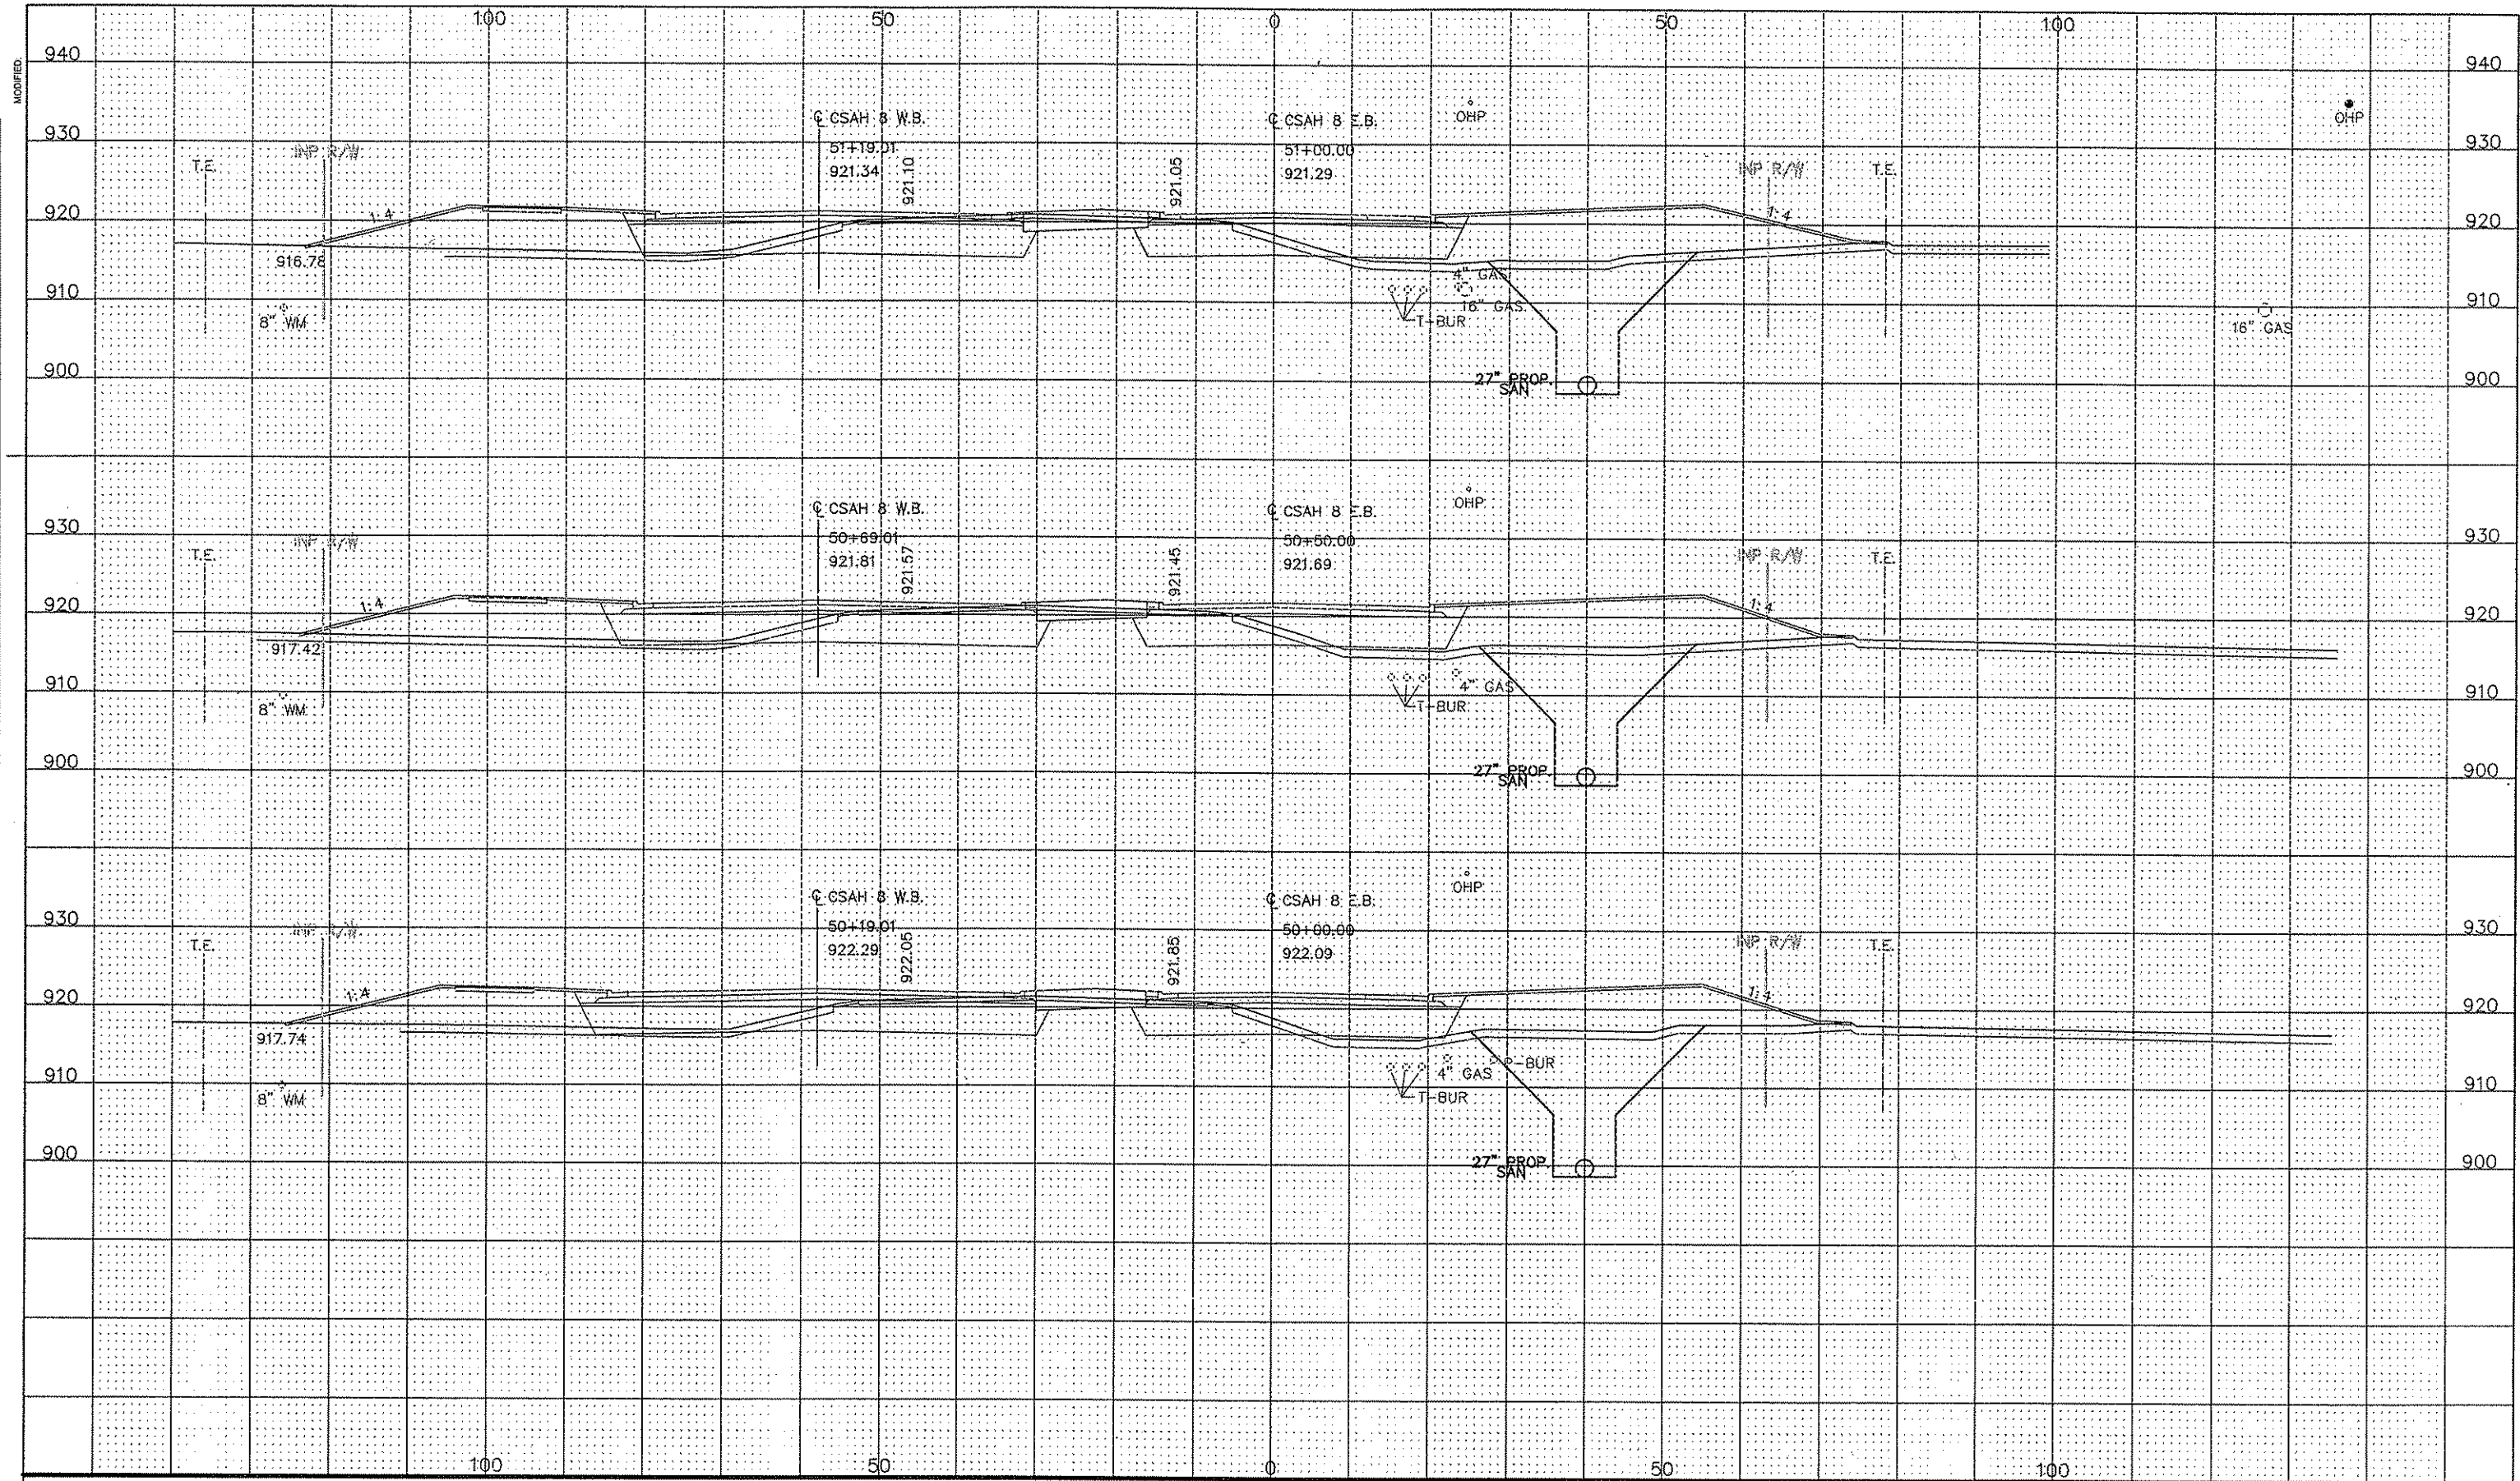 100 50 0 50 100
MODIFIED:
940 940
℄ CSAH 8 W.B. ℄ CSAH 8 E.B. OHP OHP
930 930
51+19.01 51+00.00
921.34 921.10 921.05 921.29
T.E. INP R/W INP R/W T.E.
920 1:4 1:4 920
916.78
4" GAS
910 16" GAS 910
8" WM T-BUR 16" GAS
900 27" PROP. 900
SAN
℄ CSAH 8 W.B. ℄ CSAH 8 E.B. OHP
930 930
50+69.01 50+50.00
921.81 921.57 921.45 921.69
T.E. INP R/W INP R/W T.E.
920 1:4 1:4 920
917.42
910 4" GAS 910
8" WM T-BUR
900 27" PROP. 900
SAN
℄ CSAH 8 W.B. ℄ CSAH 8 E.B. OHP
930 930
50+19.01 50+00.00
922.29 922.05 921.85 922.09
T.E. INP R/W INP R/W T.E.
920 1:4 1:4 920
917.74
P-BUR
910 4" GAS 910
8" WM T-BUR
900 27" PROP. 900
SAN
100 50 0 50 100